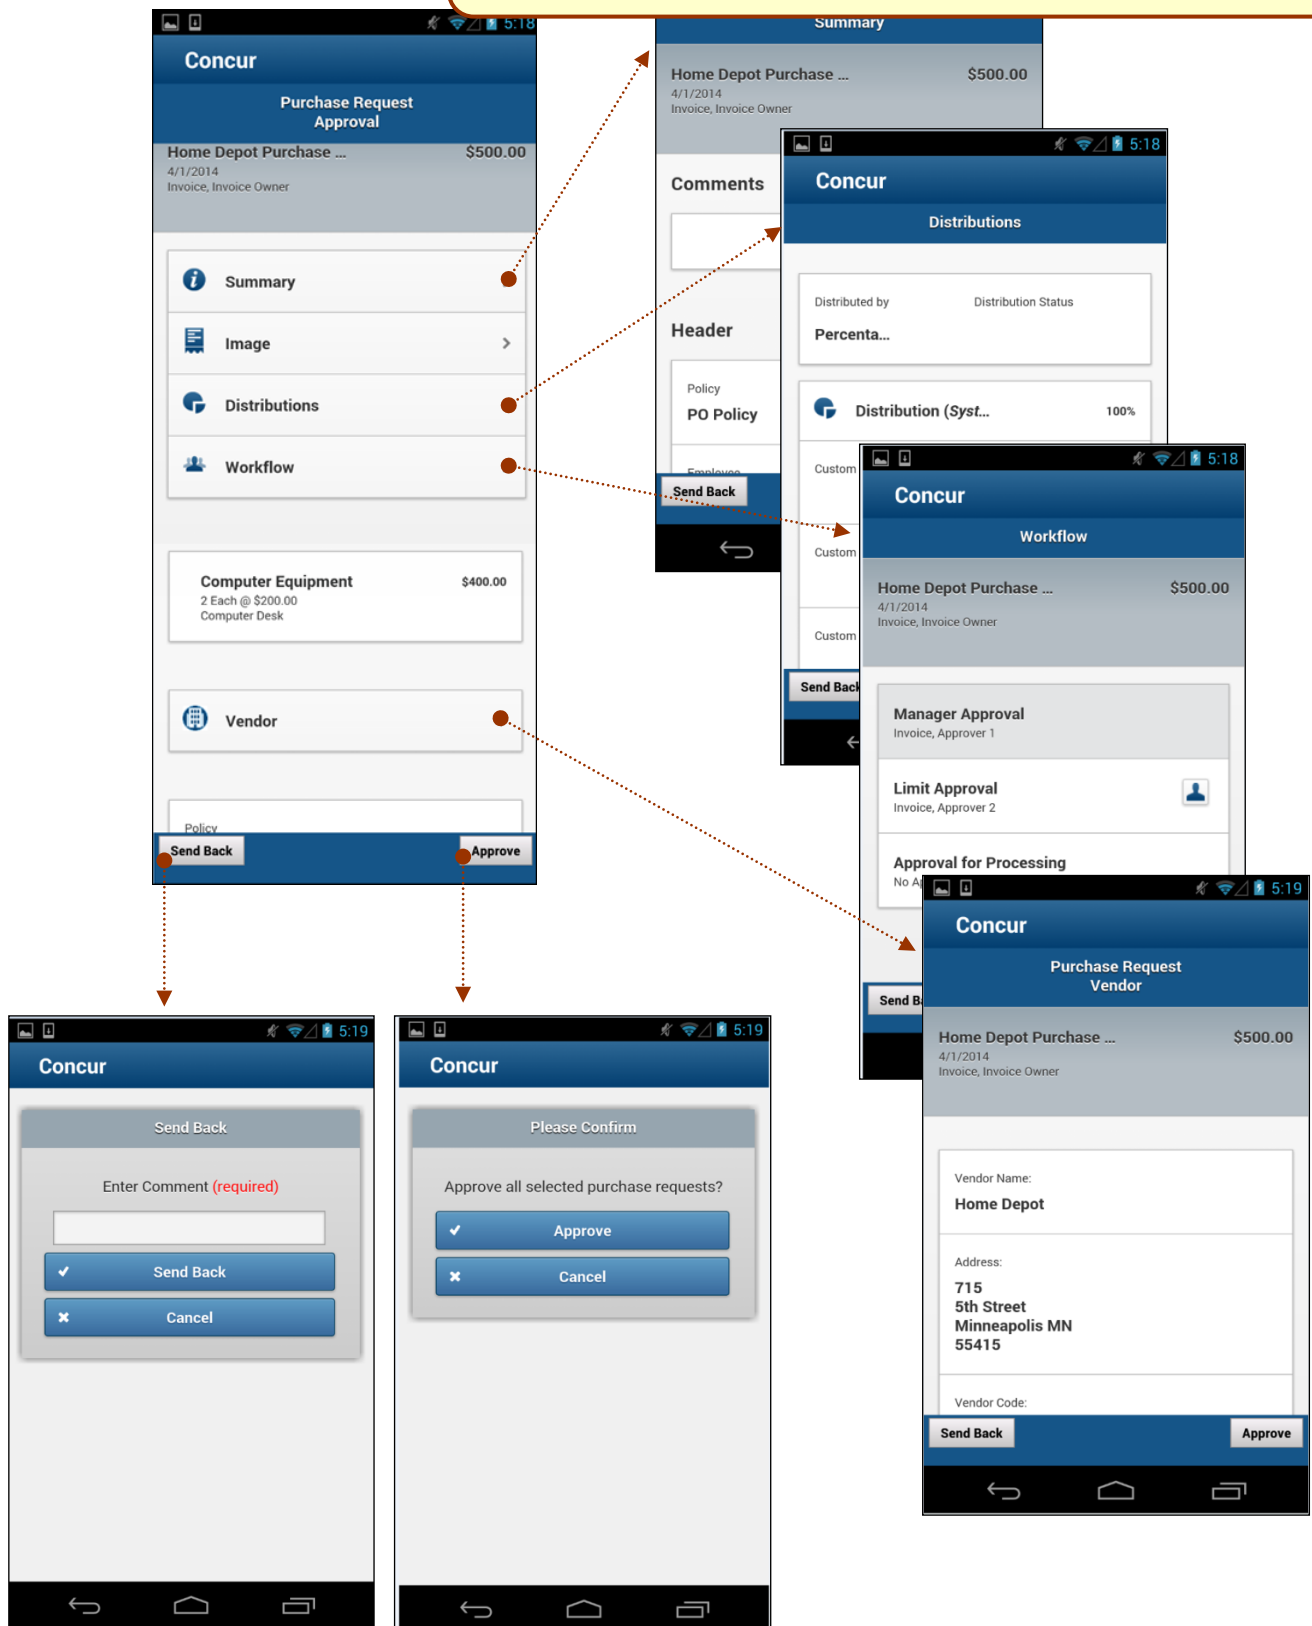 5:18
Concur
Purchase Request
Approval
Home Depot Purchase ...
$500.00
4/1/2014
Invoice, Invoice Owner
Summary
Image
Distributions
Workflow
Computer Equipment
$400.00
2 Each @ $200.00
Computer Desk
Vendor
Policy
Send Back
Approve
Summary
Home Depot Purchase ...
$500.00
4/1/2014
Invoice, Invoice Owner
Comments
Header
Policy
PO Policy
Employee
Send Back
5:18
Concur
Distributions
Distributed by
Distribution Status
Percenta...
Distribution (Syst...
100%
Custom
Custom
Custom
Send Back
5:18
Concur
Workflow
Home Depot Purchase ...
$500.00
4/1/2014
Invoice, Invoice Owner
Manager Approval
Invoice, Approver 1
Limit Approval
Invoice, Approver 2
Approval for Processing
No
Send
5:19
Concur
Purchase Request
Vendor
Home Depot Purchase ...
$500.00
4/1/2014
Invoice, Invoice Owner
Vendor Name:
Home Depot
Address:
715
5th Street
Minneapolis MN
55415
Vendor Code:
Send Back
Approve
5:19
Concur
Send Back
Enter Comment (required)
Send Back
Cancel
5:19
Concur
Please Confirm
Approve all selected purchase requests?
Approve
Cancel